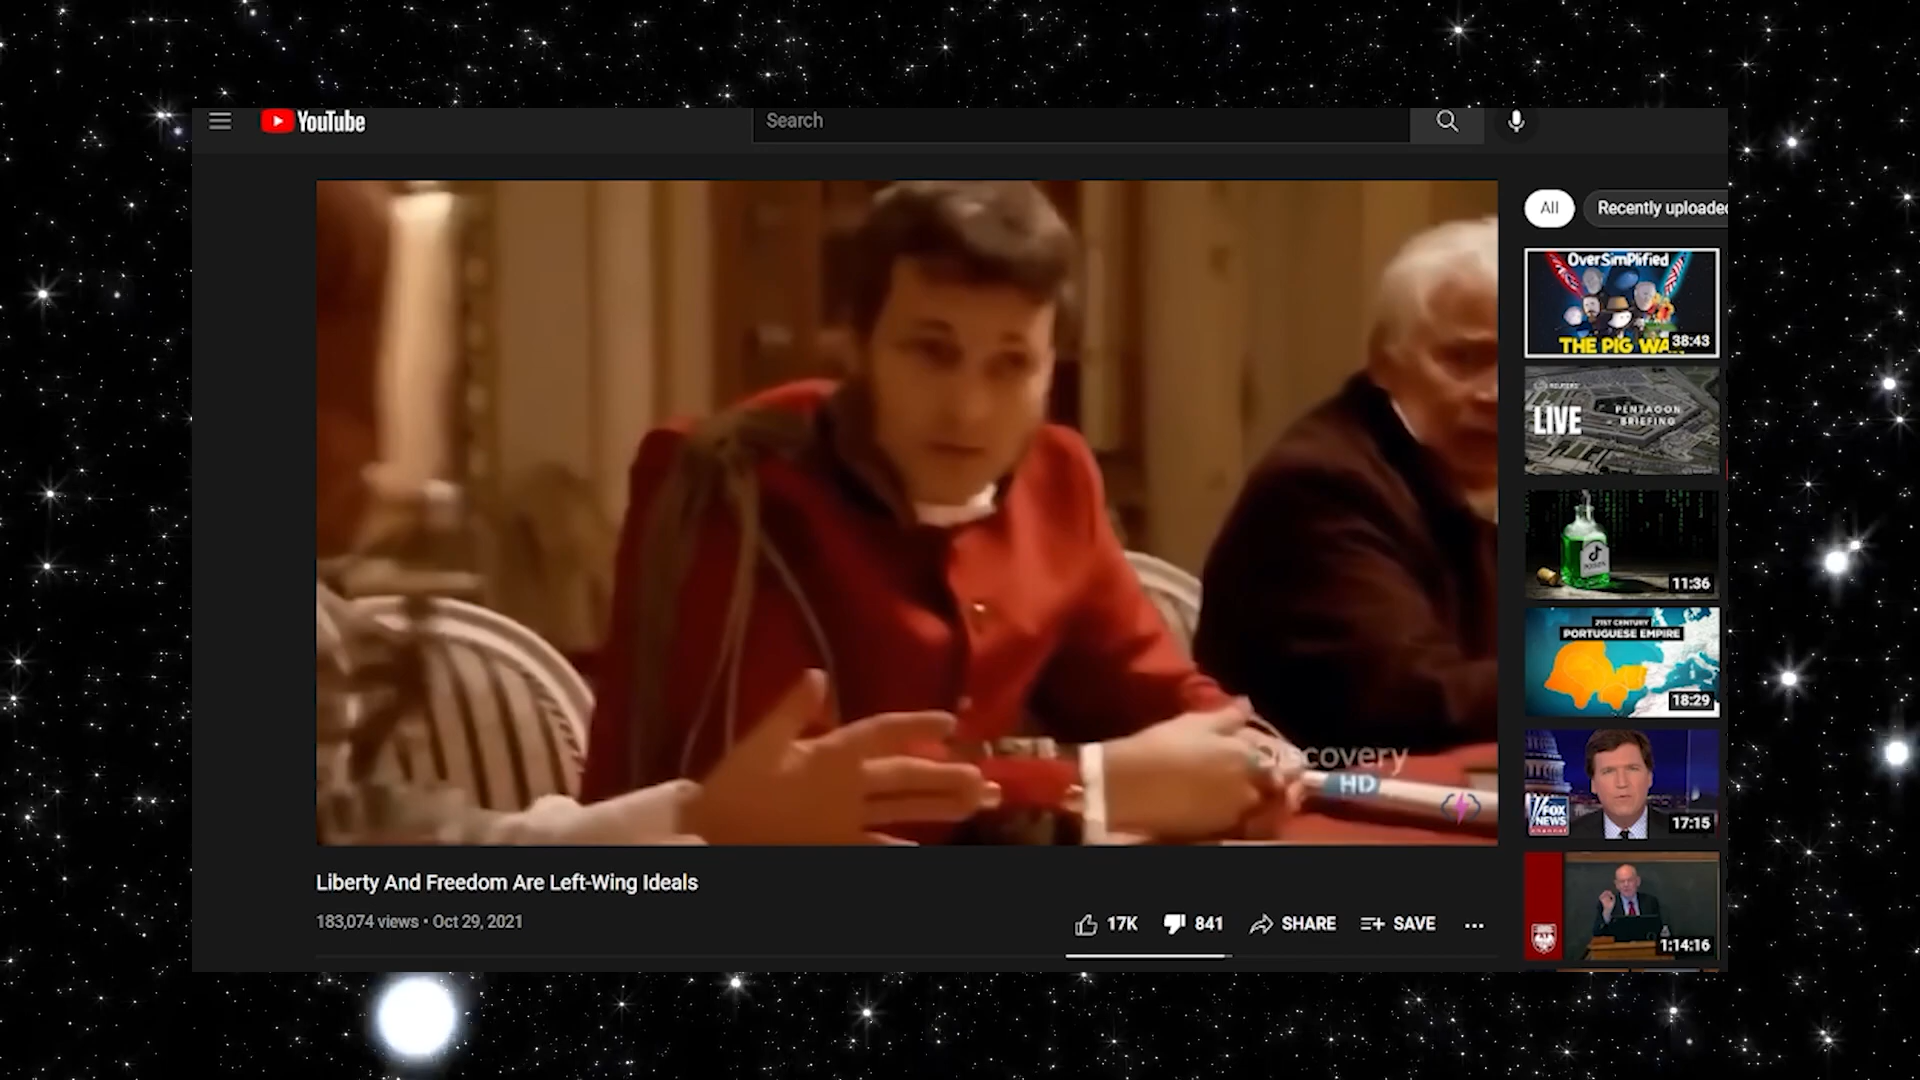 YouTube
Search
All
Recently uploaded
OverSimPlified
THE PIG WA
38:43
REUTERS
LIVE
PENTAGON
BRIEFING
11:36
21ST CENTURY
PORTUGUESE EMPIRE
18:29
FOX
NEWS
channel
17:15
1:14:16
Discovery
HD
Liberty And Freedom Are Left-Wing Ideals
183,074 views • Oct 29, 2021
17K
841
SHARE
SAVE